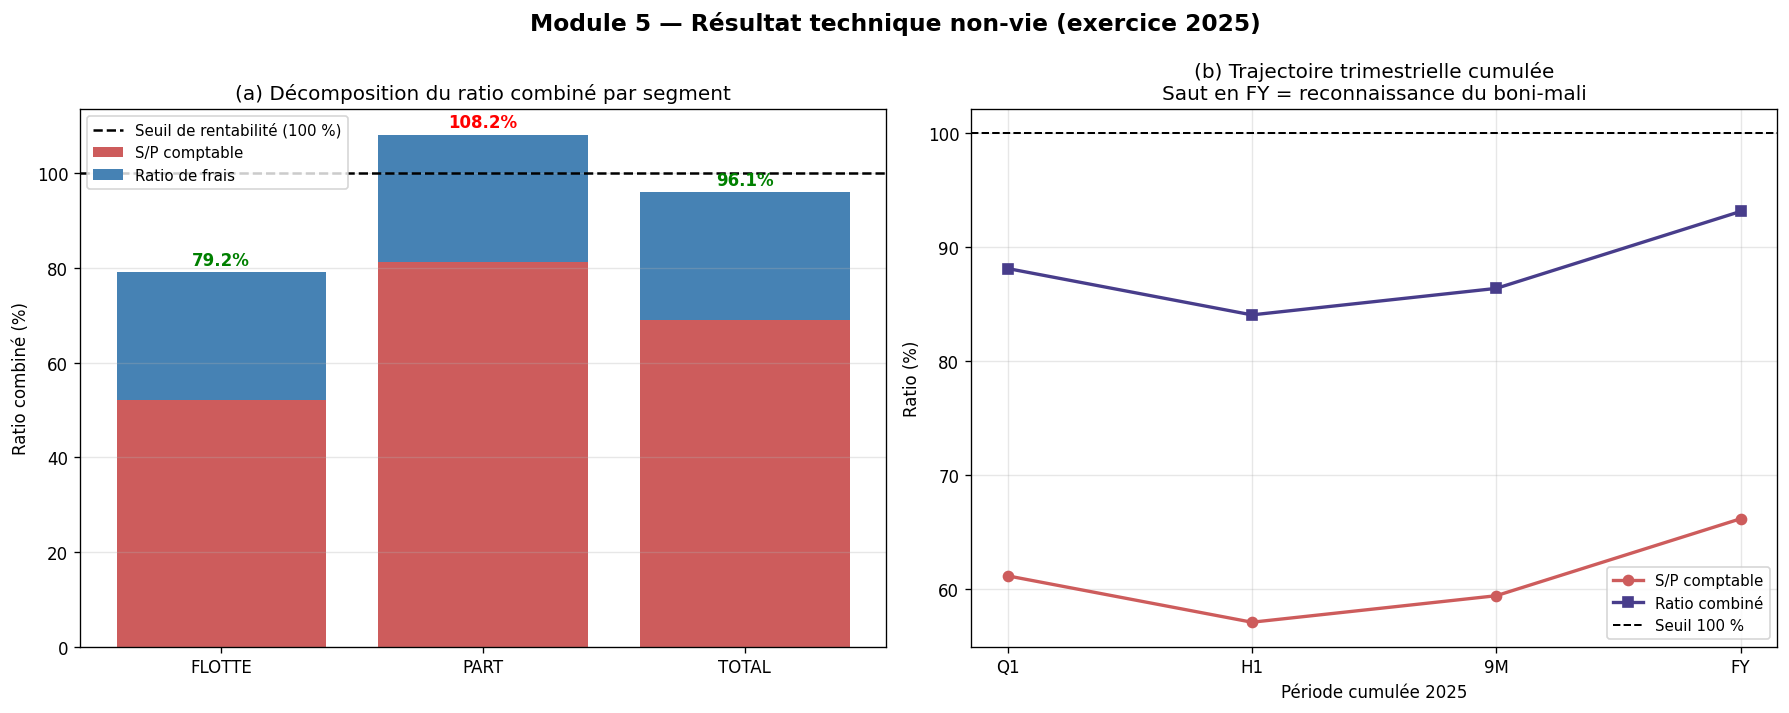 Module 5 — Résultat technique non-vie (exercice 2025)
(a) Décomposition du ratio combiné par segment
Seuil de rentabilité (100 %)
S/P comptable
Ratio de frais
79.2%
108.2%
96.1%
Ratio combiné (%)
100
80
60
40
20
0
FLOTTE
PART
TOTAL
(b) Trajectoire trimestrielle cumulée
Saut en FY = reconnaissance du boni-mali
Ratio (%)
100
90
80
70
60
S/P comptable
Ratio combiné
Seuil 100 %
Q1
H1
9M
FY
Période cumulée 2025